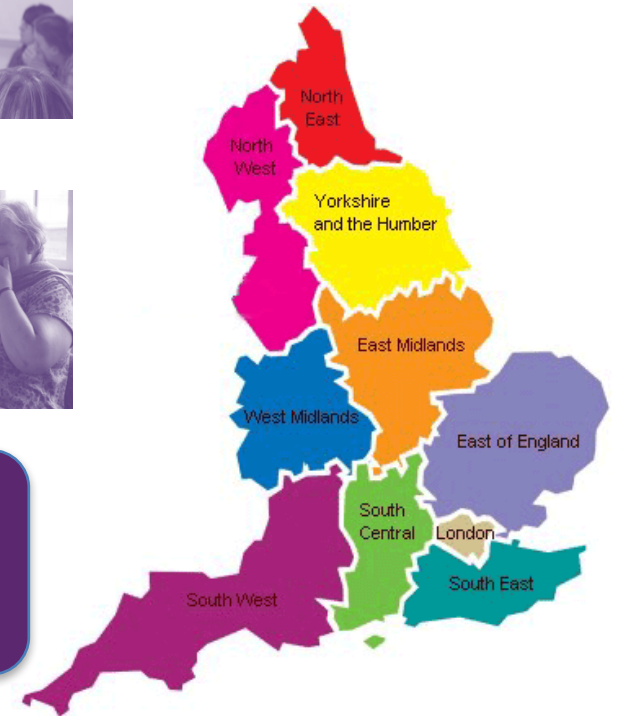 North
East
North
West
Yorkshire
and the Humber
East Midlands
West Midlands
East of England
South
Central
London
South East
South West